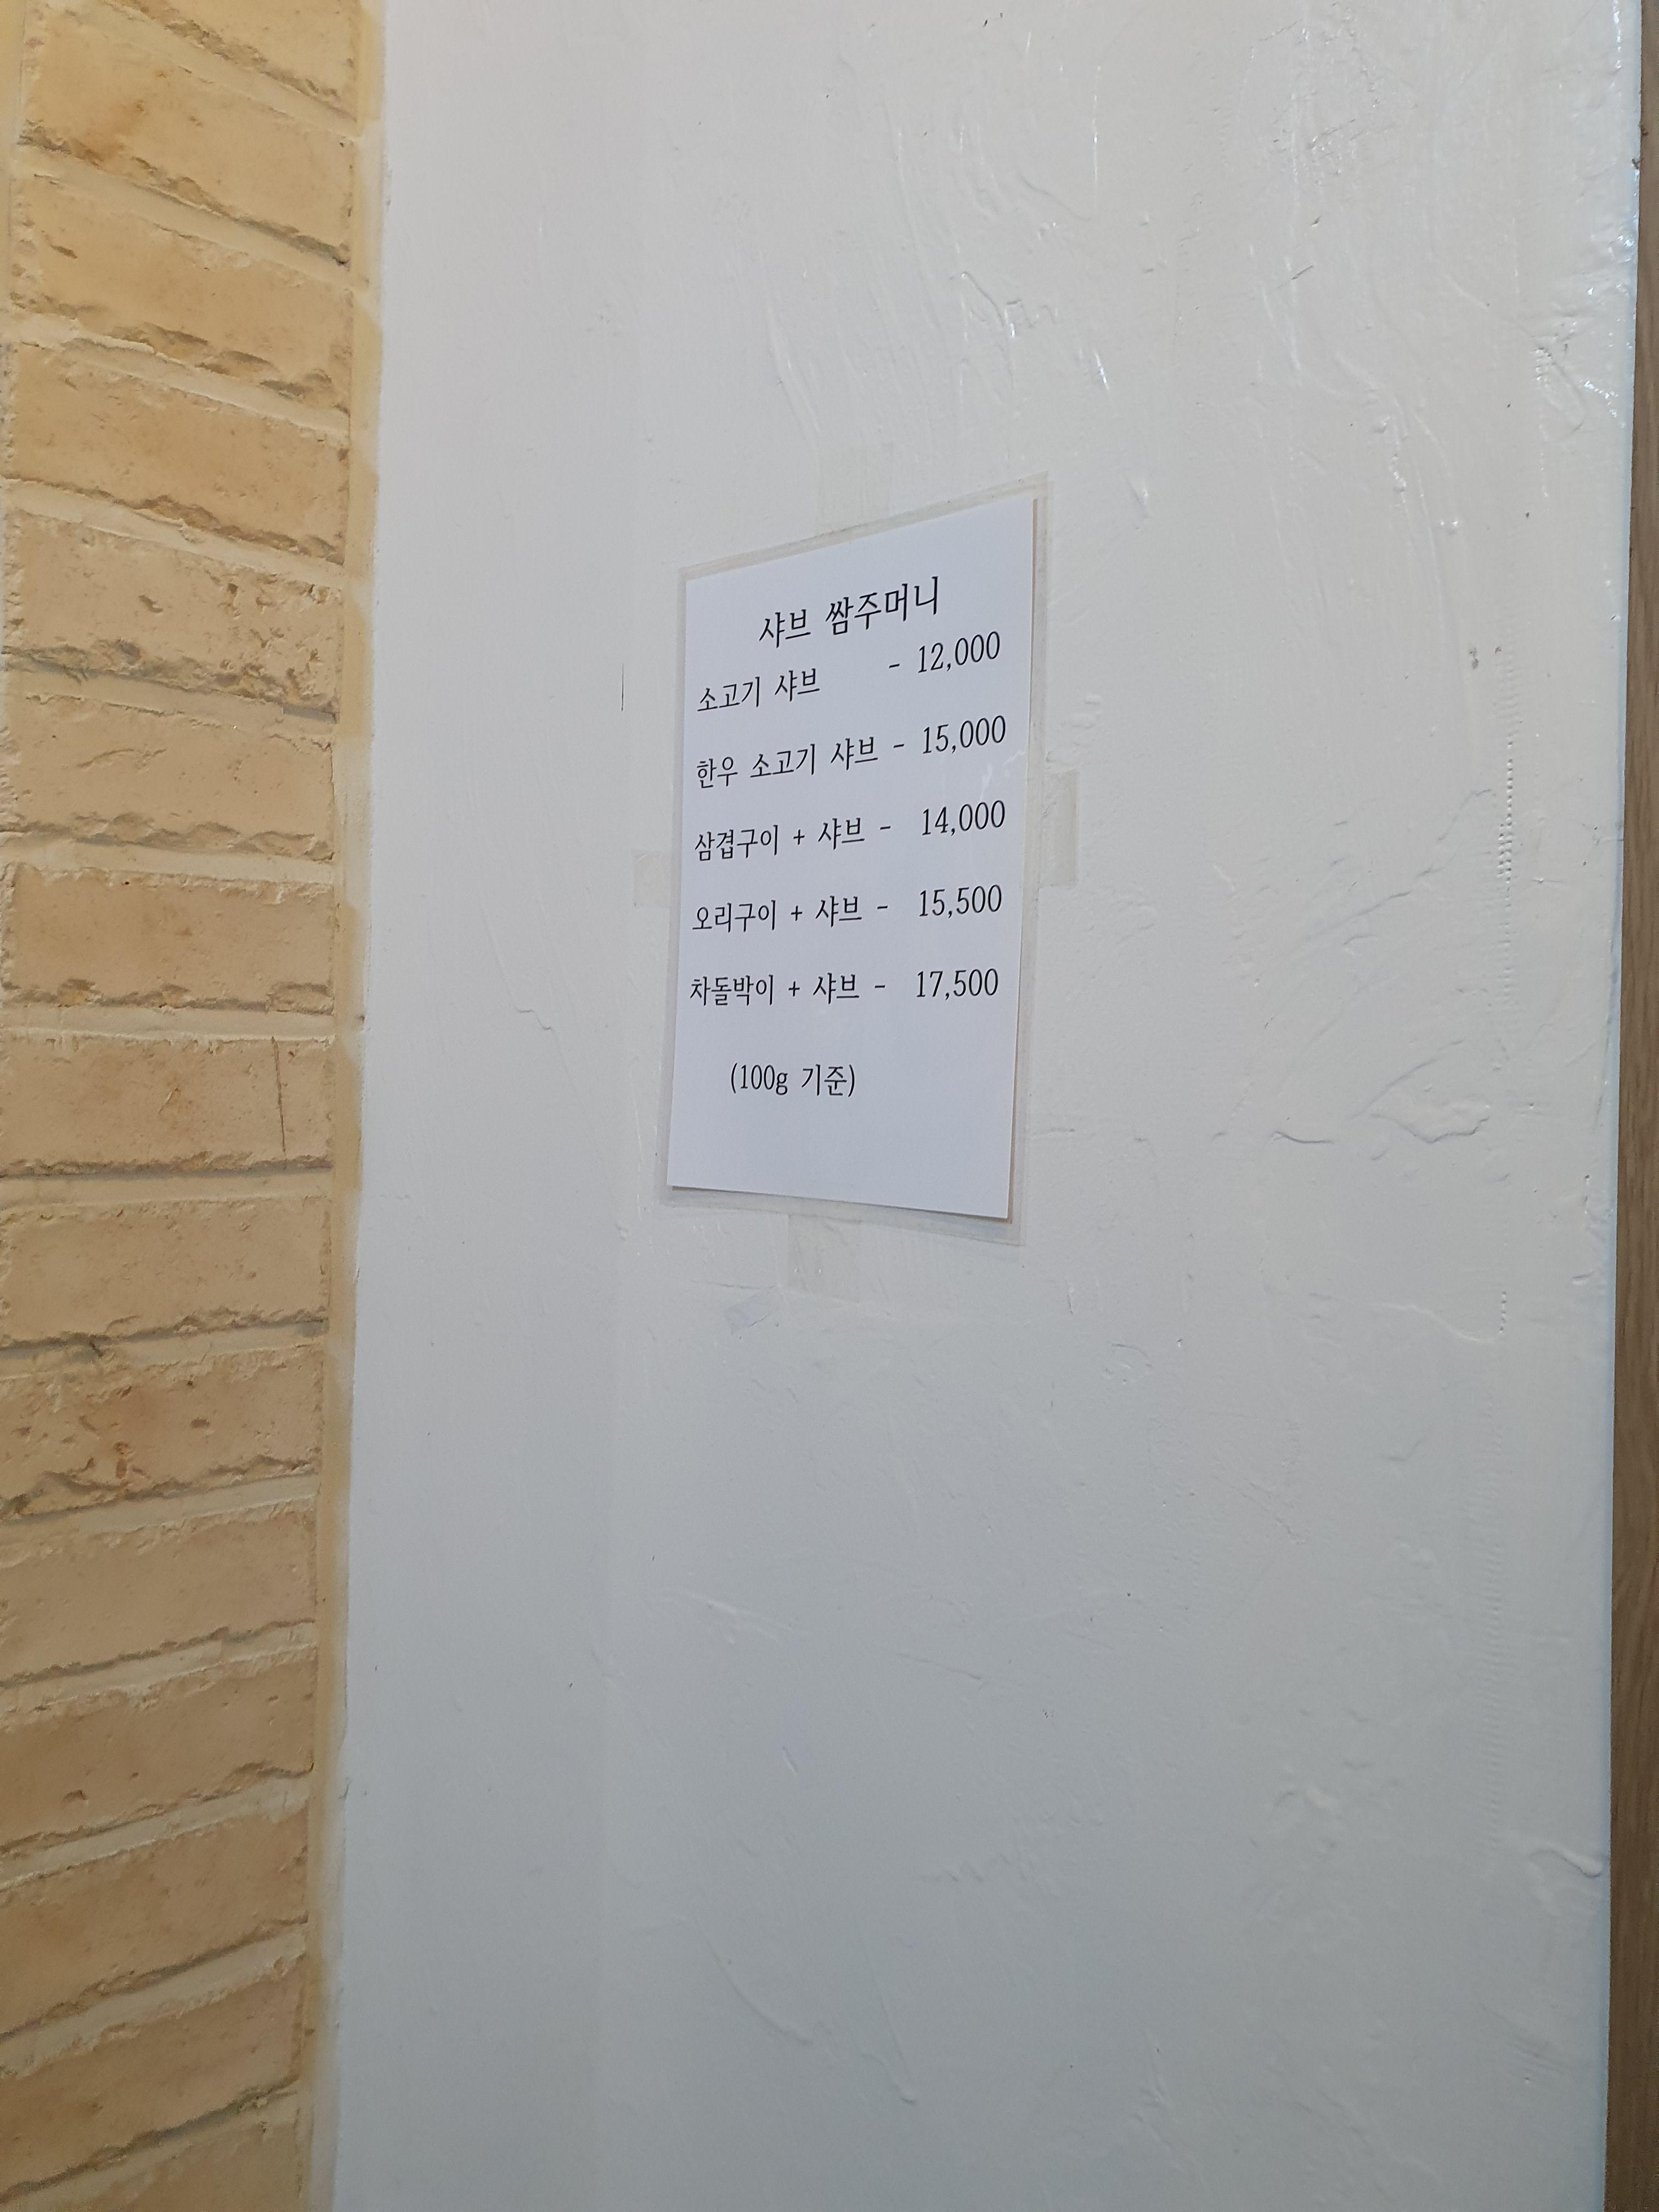 샤브 쌈주머니
소고기 샤브 - 12,000
한우 소고기 샤브 - 15,000
삼겹구이 + 샤브 - 14,000
오리구이 + 샤브 - 15,500
차돌박이 + 샤브 - 17,500
(100g 기준)